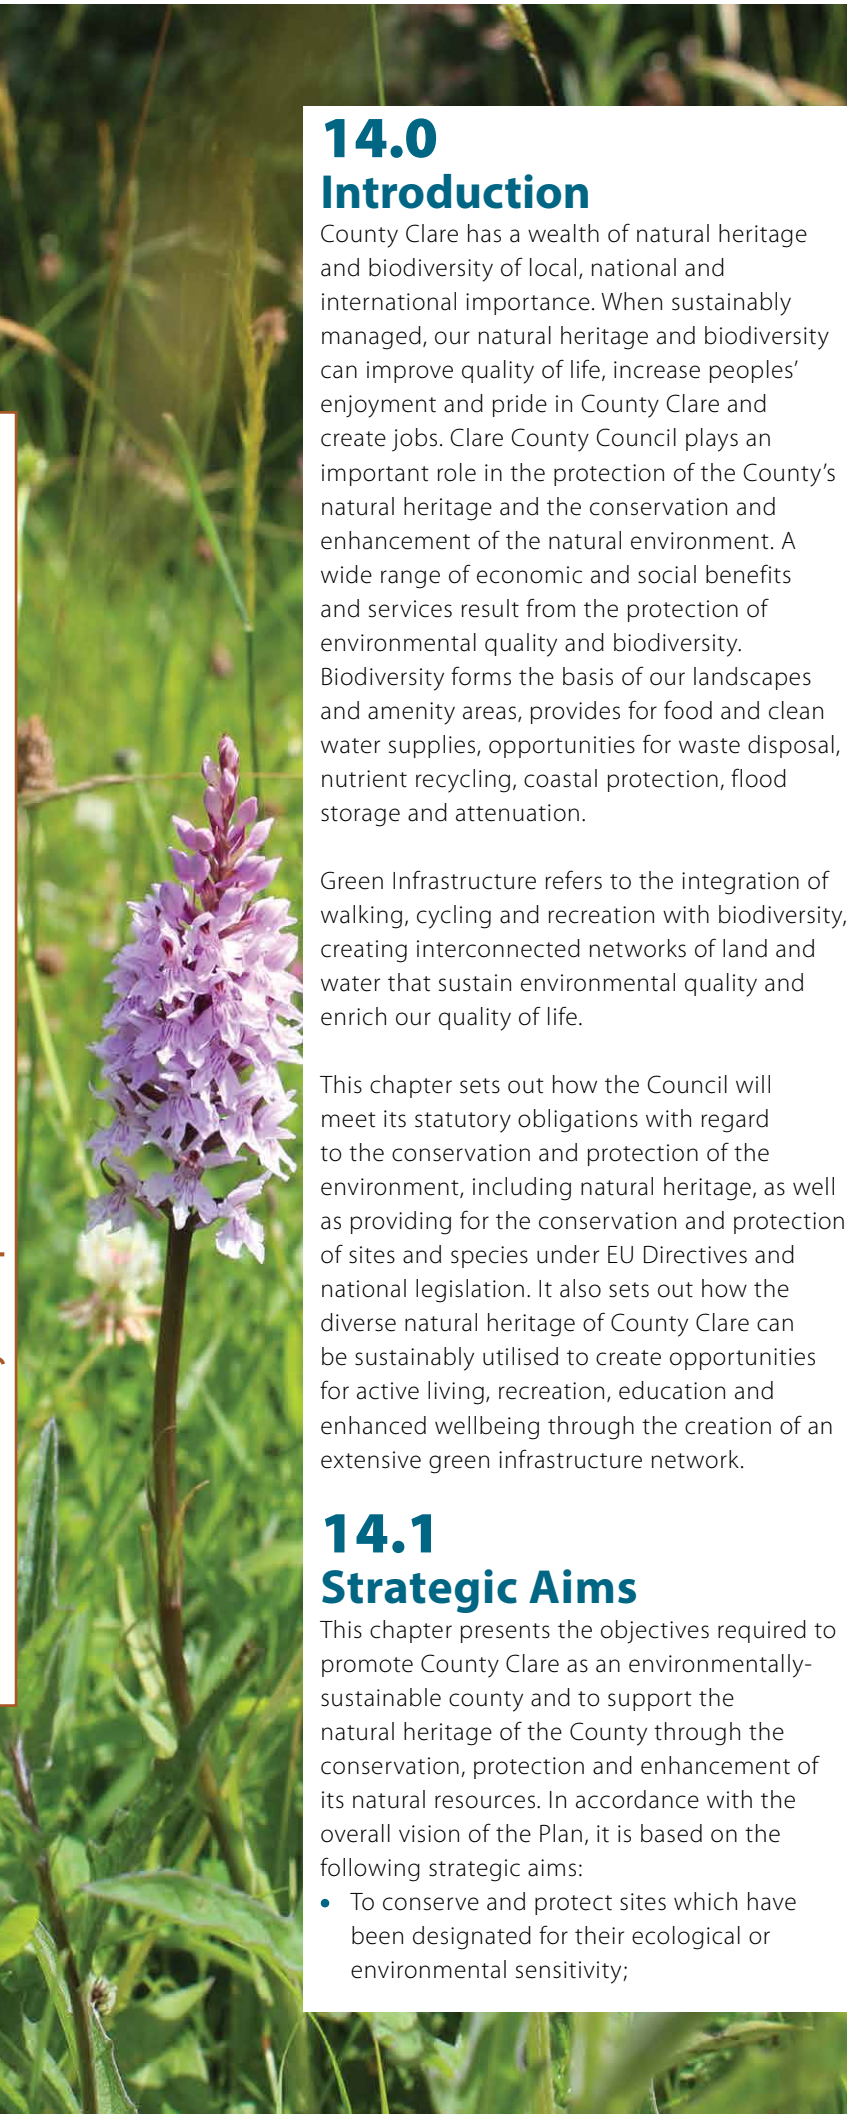 14.0
Introduction
County Clare has a wealth of natural heritage
and biodiversity of local, national and
international importance. When sustainably
managed, our natural heritage and biodiversity
can improve quality of life, increase peoples’
enjoyment and pride in County Clare and
create jobs. Clare County Council plays an
important role in the protection of the County’s
natural heritage and the conservation and
enhancement of the natural environment. A
wide range of economic and social benefits
and services result from the protection of
environmental quality and biodiversity.
Biodiversity forms the basis of our landscapes
and amenity areas, provides for food and clean
water supplies, opportunities for waste disposal,
nutrient recycling, coastal protection, flood
storage and attenuation.
Green Infrastructure refers to the integration of
walking, cycling and recreation with biodiversity,
creating interconnected networks of land and
water that sustain environmental quality and
enrich our quality of life.
This chapter sets out how the Council will
meet its statutory obligations with regard
to the conservation and protection of the
environment, including natural heritage, as well
as providing for the conservation and protection
of sites and species under EU Directives and
national legislation. It also sets out how the
diverse natural heritage of County Clare can
be sustainably utilised to create opportunities
for active living, recreation, education and
enhanced wellbeing through the creation of an
extensive green infrastructure network.
14.1
Strategic Aims
This chapter presents the objectives required to
promote County Clare as an environmentally-
sustainable county and to support the
natural heritage of the County through the
conservation, protection and enhancement of
its natural resources. In accordance with the
overall vision of the Plan, it is based on the
following strategic aims:
• To conserve and protect sites which have
been designated for their ecological or
environmental sensitivity;